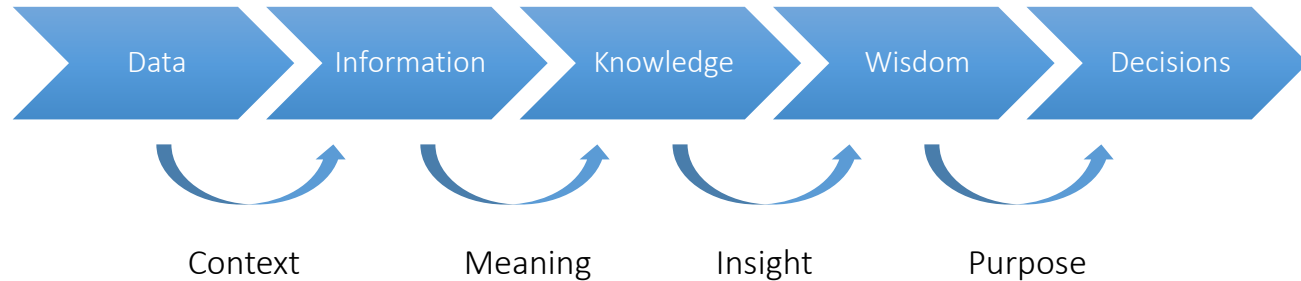 Data Information Knowledge Wisdom Decisions
Context Meaning Insight Purpose